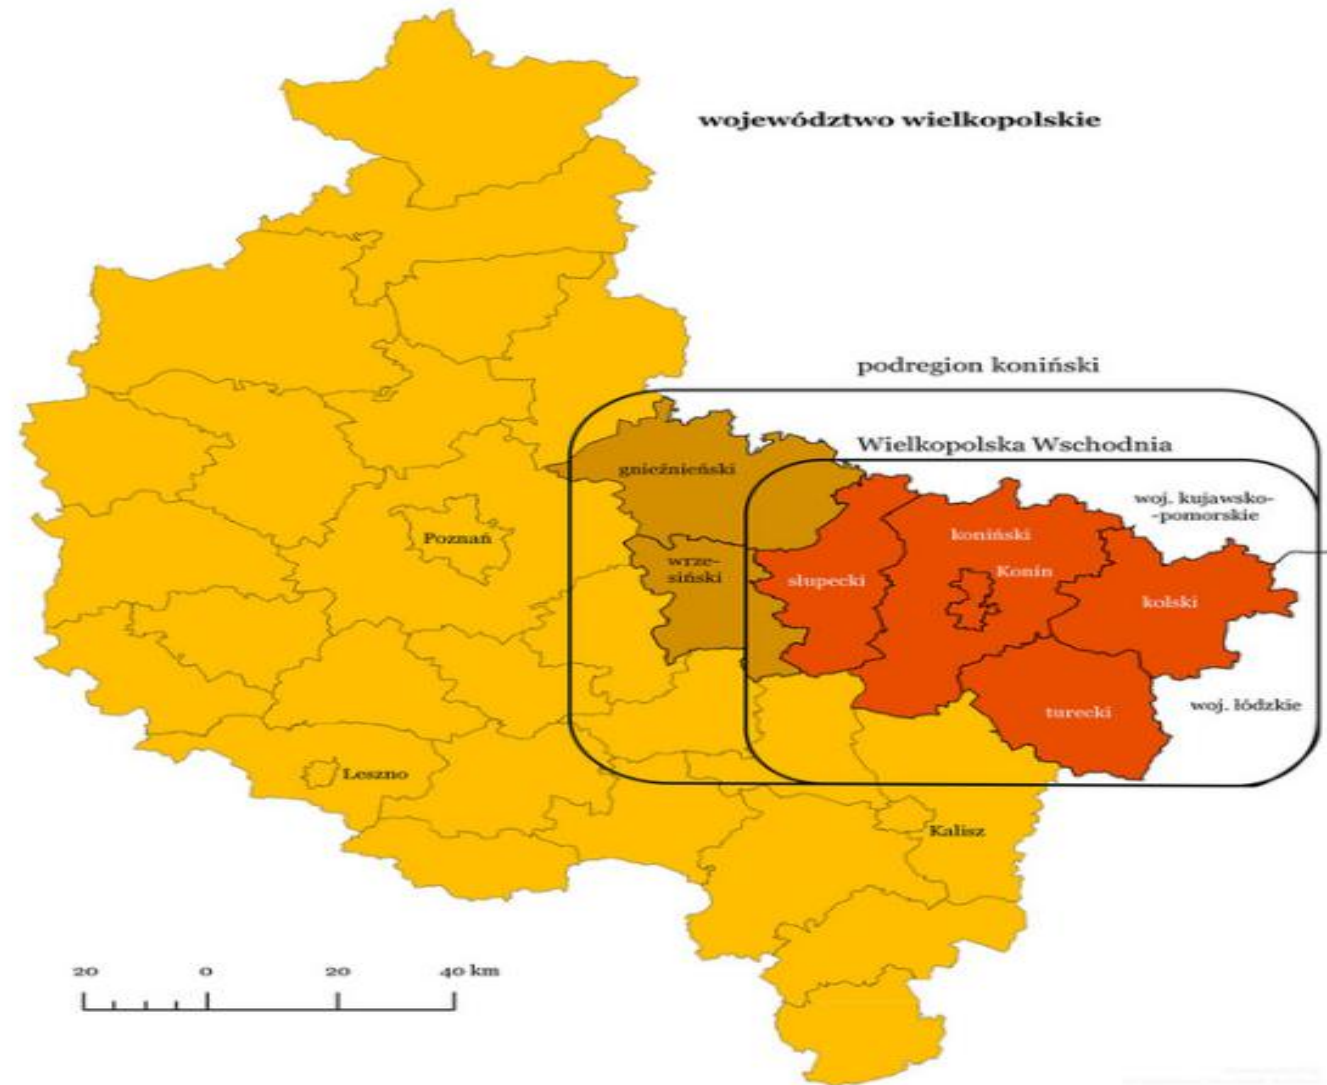 województwo wielkopolskie
podregion koniński
Wielkopolska Wschodnia
gnieźnieński
woj. kujawsko-
-pomorskie
Poznań
koniński
wrze-
siński
słupecki
Konin
kolski
turecki
woj. łódzkie
Leszno
Kalisz
20 0 20 40 km